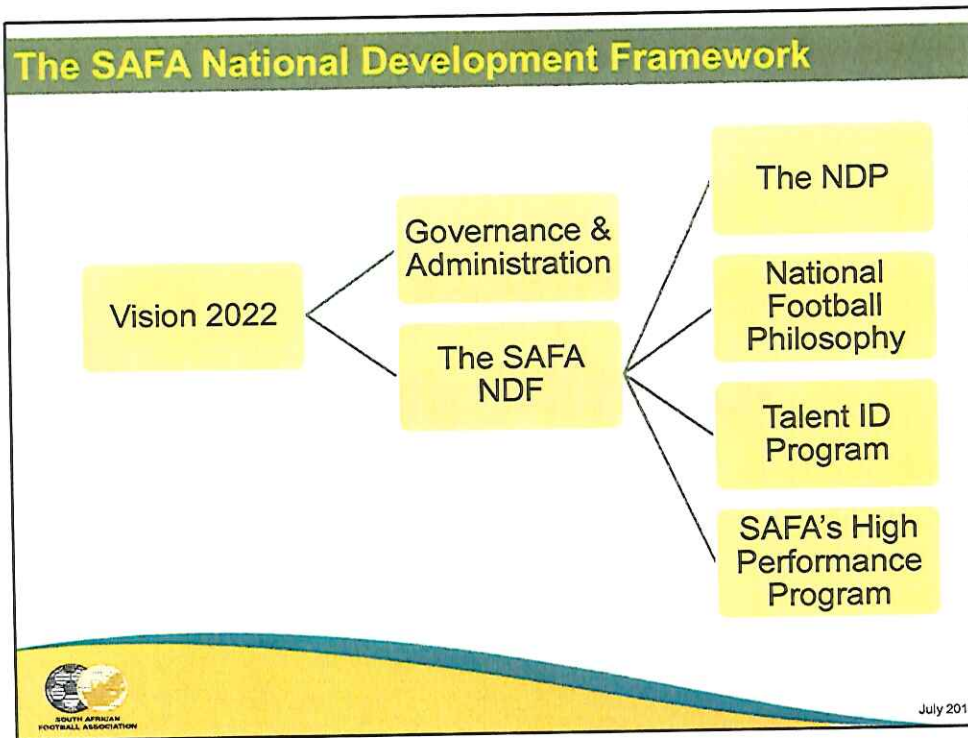 The SAFA National Development Framework
Vision 2022
Governance &
Administration
The SAFA
NDF
The NDP
National
Football
Philosophy
Talent ID
Program
SAFA's High
Performance
Program
SOUTH AFRICAN
FOOTBALL ASSOCIATION
July 201